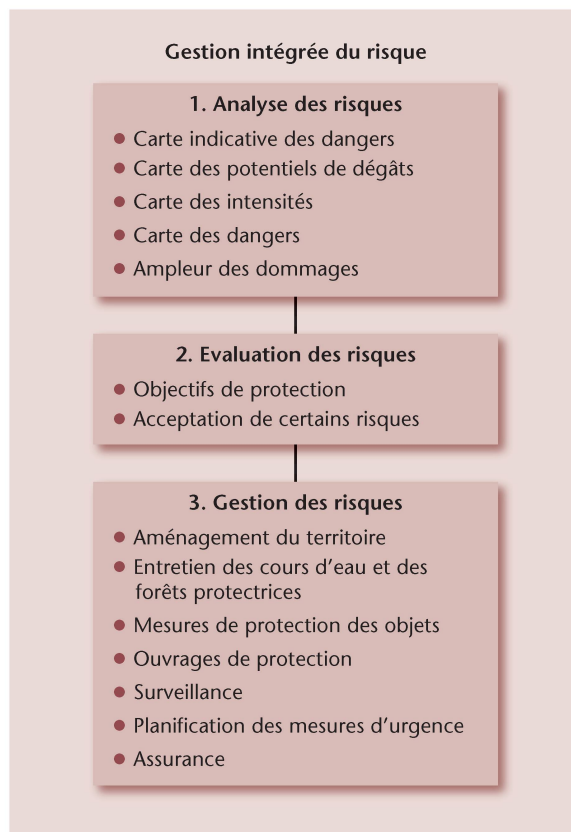 Gestion intégrée du risque
1. Analyse des risques
● Carte indicative des dangers
● Carte des potentiels de dégâts
● Carte des intensités
● Carte des dangers
● Ampleur des dommages
2. Evaluation des risques
● Objectifs de protection
● Acceptation de certains risques
3. Gestion des risques
● Aménagement du territoire
● Entretien des cours d'eau et des
forêts protectrices
● Mesures de protection des objets
● Ouvrages de protection
● Surveillance
● Planification des mesures d'urgence
● Assurance